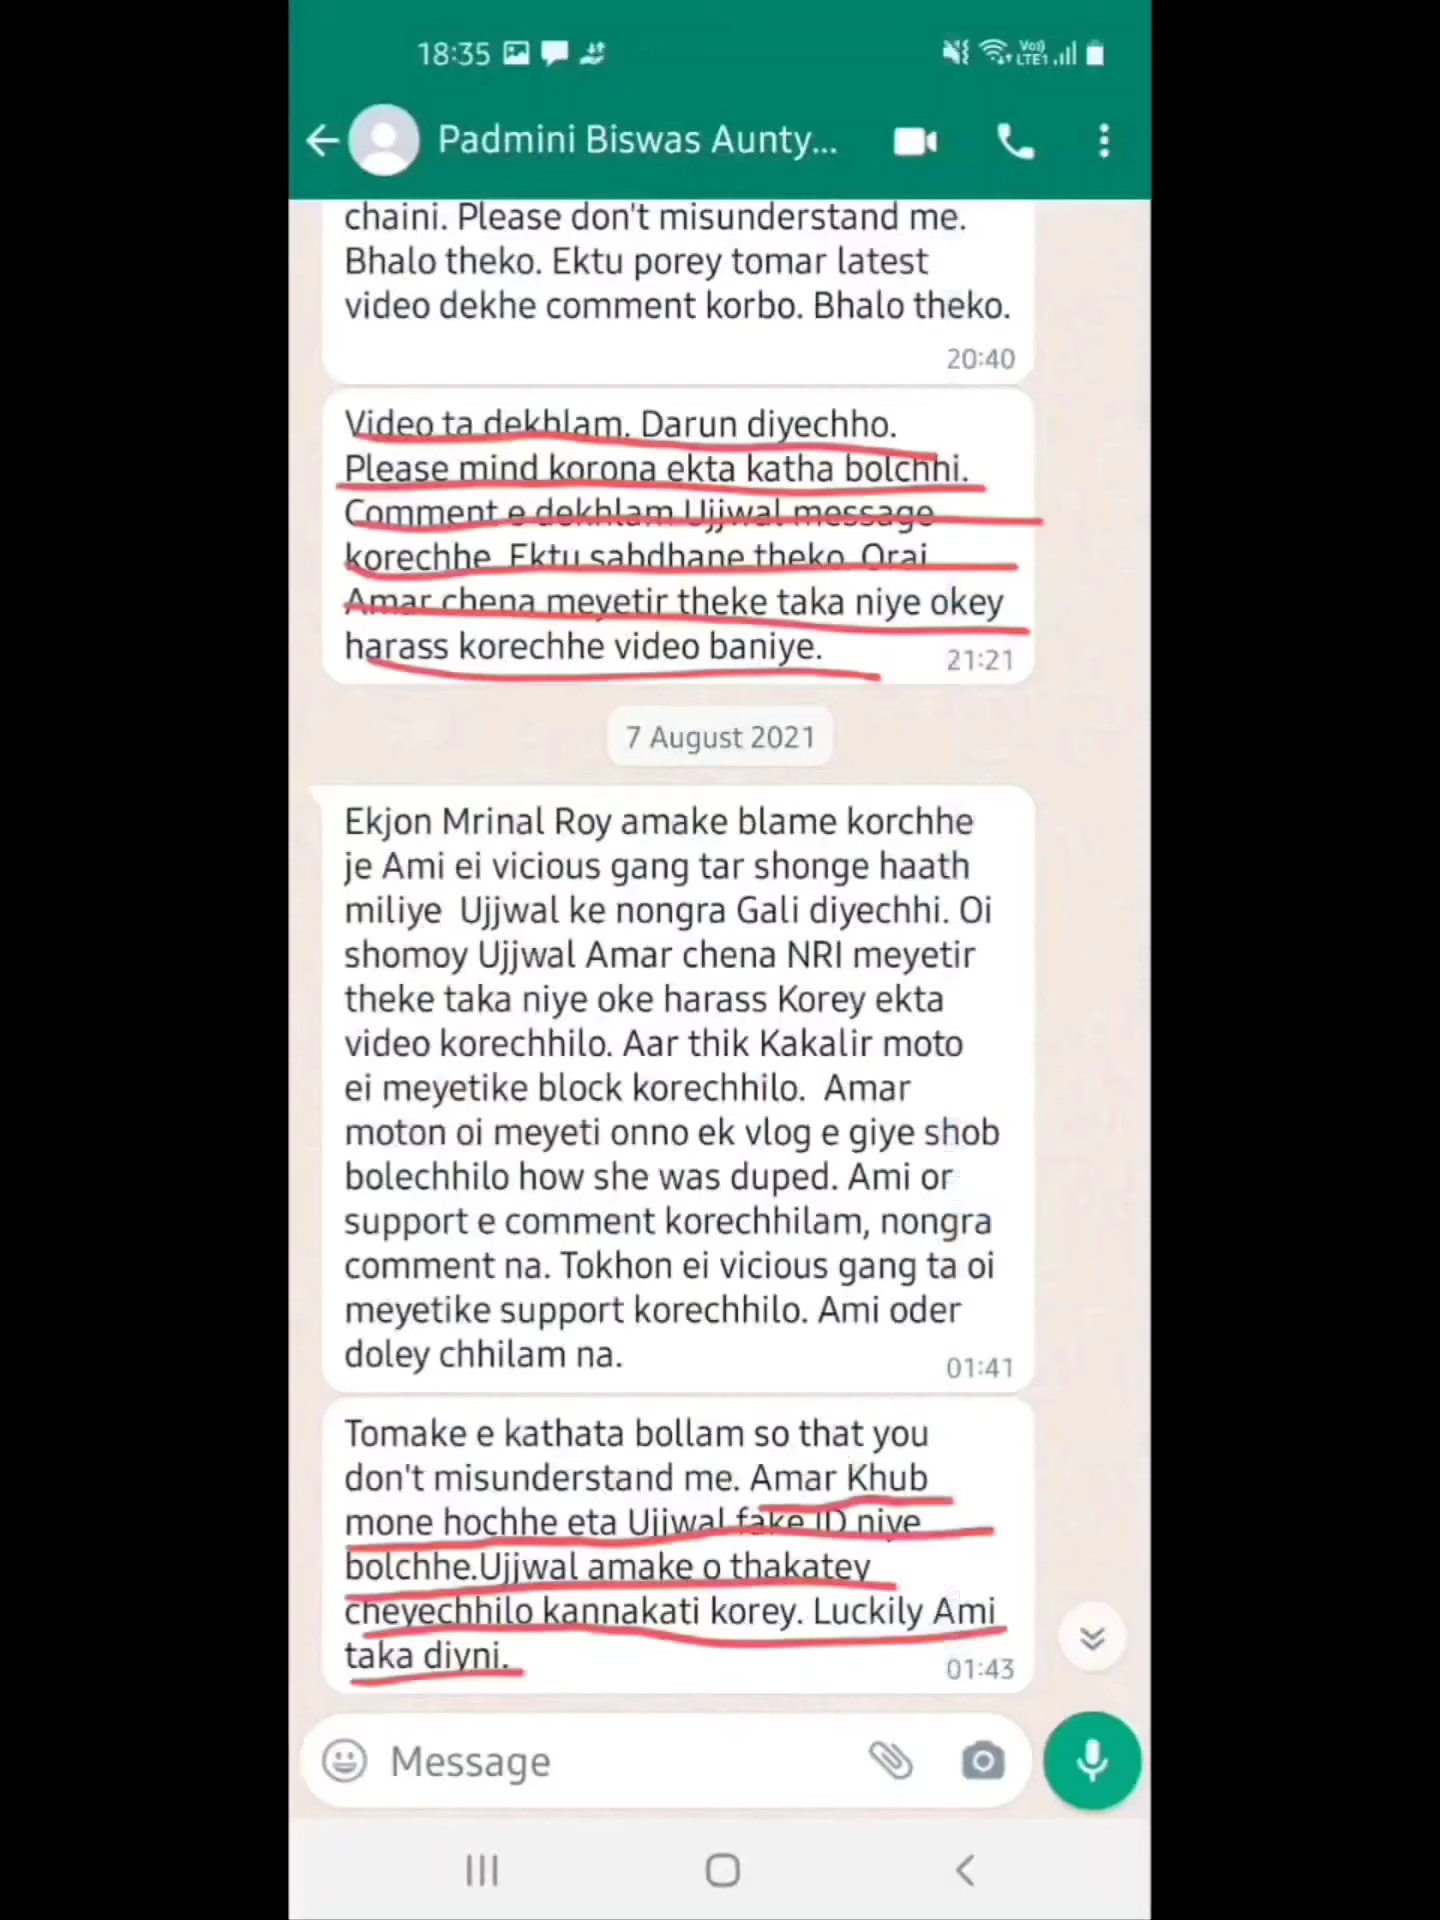 18:35
Vo)) LTE1
Padmini Biswas Aunty...
chaini. Please don't misunderstand me.
Bhalo theko. Ektu porey tomar latest
video dekhe comment korbo. Bhalo theko.
20:40
Video ta dekhlam. Darun diyechho.
Please mind korona ekta katha bolchhi.
Comment e dekhlam Ujjwal message
korechhe. Ektu sabdhane theko. Orai
Amar chena meyetir theke taka niye okey
harass korechhe video baniye.
21:21
7 August 2021
Ekjon Mrinal Roy amake blame korchhe
je Ami ei vicious gang tar shonge haath
miliye Ujjwal ke nongra Gali diyechhi. Oi
shomoy Ujjwal Amar chena NRI meyetir
theke taka niye oke harass Korey ekta
video korechhilo. Aar thik Kakalir moto
ei meyetike block korechhilo. Amar
moton oi meyeti onno ek vlog e giye shob
bolechhilo how she was duped. Ami or
support e comment korechhilam, nongra
comment na. Tokhon ei vicious gang ta oi
meyetike support korechhilo. Ami oder
doley chhilam na.
01:41
Tomake e kathata bollam so that you
don't misunderstand me. Amar Khub
mone hochhe eta Ujjwal fake ID niye
bolchhe.Ujjwal amake o thakatey
cheyechhilo kannakati korey. Luckily Ami
taka diyni.
01:43
Message